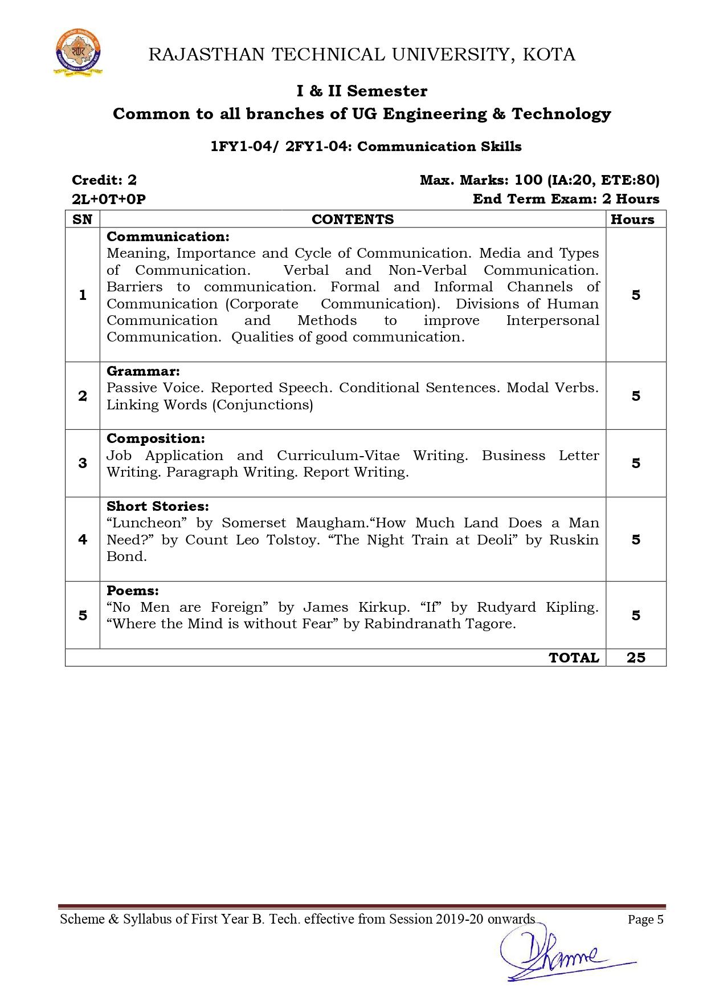 RAJASTHAN TECHNICAL UNIVERSITY, KOTA
I & II Semester
Common to all branches of UG Engineering & Technology
1FY1-04/ 2FY1-04: Communication Skills
Credit: 2 Max. Marks: 100 (IA:20, ETE:80)
2L+0T+0P End Term Exam: 2 Hours
SN CONTENTS Hours
Communication:
Meaning, Importance and Cycle of Communication. Media and Types
of Communication. Verbal and Non-Verbal Communication.
Barriers to communication. Formal and Informal Channels of
1 5
Communication (Corporate Communication). Divisions of Human
Communication and Methods to improve Interpersonal
Communication. Qualities of good communication.
Grammar:
Passive Voice. Reported Speech. Conditional Sentences. Modal Verbs.
2 5
Linking Words (Conjunctions)
Composition:
Job Application and Curriculum-Vitae Writing. Business Letter
3 5
Writing. Paragraph Writing. Report Writing.
Short Stories:
“Luncheon” by Somerset Maugham.“How Much Land Does a Man
4 Need?” by Count Leo Tolstoy. “The Night Train at Deoli” by Ruskin 5
Bond.
Poems:
“No Men are Foreign” by James Kirkup. “If” by Rudyard Kipling.
5 5
“Where the Mind is without Fear” by Rabindranath Tagore.
TOTAL 25
Scheme & Syllabus of First Year B. Tech. effective from Session 2019-20 onwards Page 5